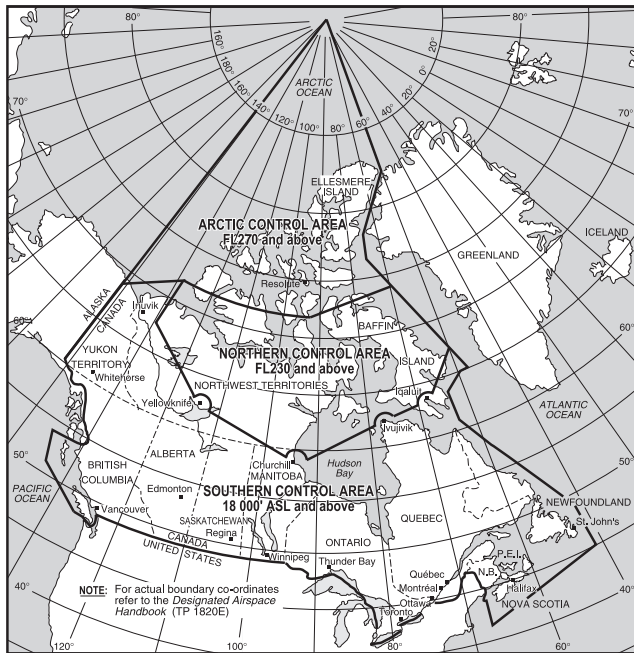 80°
80°
160°
160°
140°
140°
120°
100°
80°
60°
40°
20°
0°
20°
70°
70°
ARCTIC
OCEAN
ELLESMERE
ISLAND
ARCTIC CONTROL AREA
FL270 and above
ICELAND
GREENLAND
Resolute
ALASKA
CANADA
Inuvik
BAFFIN
ISLAND
60°
60°
YUKON
TERRITORY
Whitehorse
NORTHERN CONTROL AREA
FL230 and above
NORTHWEST TERRITORIES
Iqaluit
Yellowknife
ATLANTIC
OCEAN
Ivujivik
50°
50°
ALBERTA
BRITISH
COLUMBIA
Churchill
MANITOBA
Hudson
Bay
PACIFIC
OCEAN
Edmonton
SOUTHERN CONTROL AREA
18 000' ASL and above
NEWFOUNDLAND
St. John's
Vancouver
SASKATCHEWAN
Regina
QUEBEC
ONTARIO
CANADA
UNITED STATES
Winnipeg
Thunder Bay
P.E.I.
N.B.
Québec
Montréal
Ottawa
Toronto
Halifax
NOVA SCOTIA
40°
40°
NOTE: For actual boundary co-ordinates
refer to the Designated Airspace
Handbook (TP 1820E)
120°
100°
80°
60°